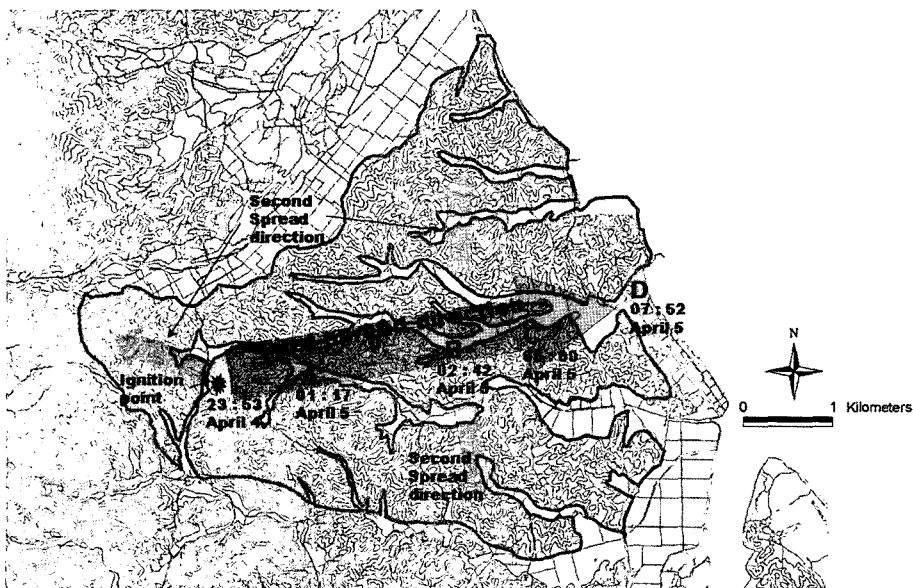 Second
Spread
direction
D
07 : 52
April 5
N
Ignition
point
23 : 53
April 4
01 : 17
April 5
02 : 42
April 5
April 5
0 1 Kilometers
Second
Spread
direction